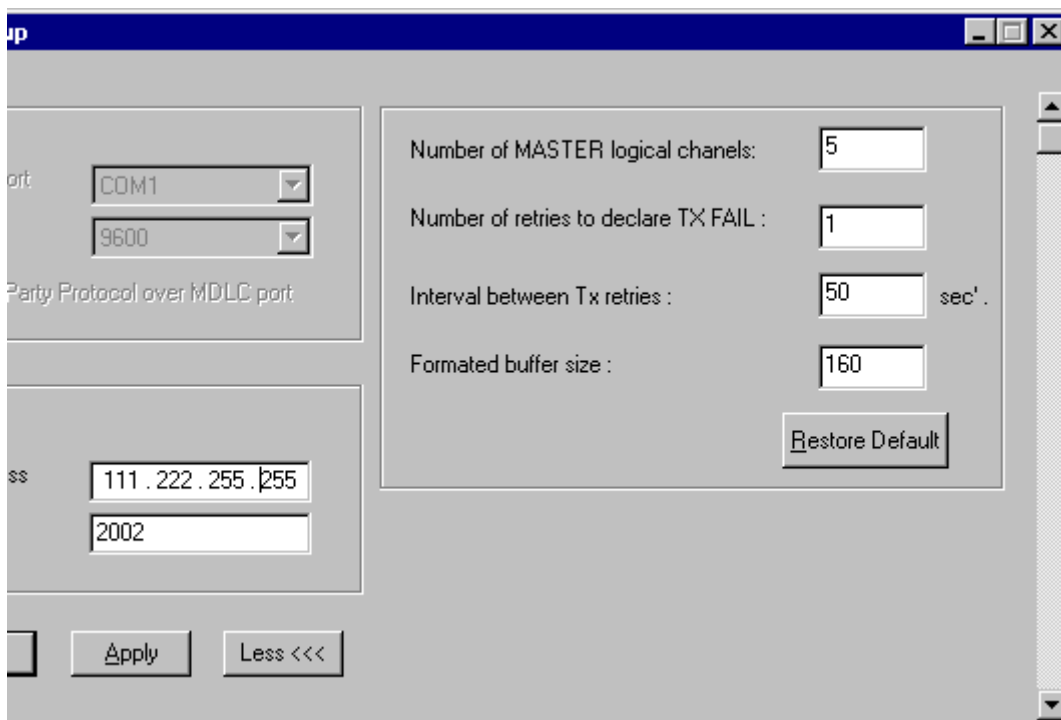 up
ort
COM1
9600
Party Protocol over MDLC port
ss
111 . 222 . 255 . 255
2002
Apply
Less <<<
Number of MASTER logical chanels:
5
Number of retries to declare TX FAIL :
1
Interval between Tx retries :
50
sec' .
Formated buffer size :
160
Restore Default